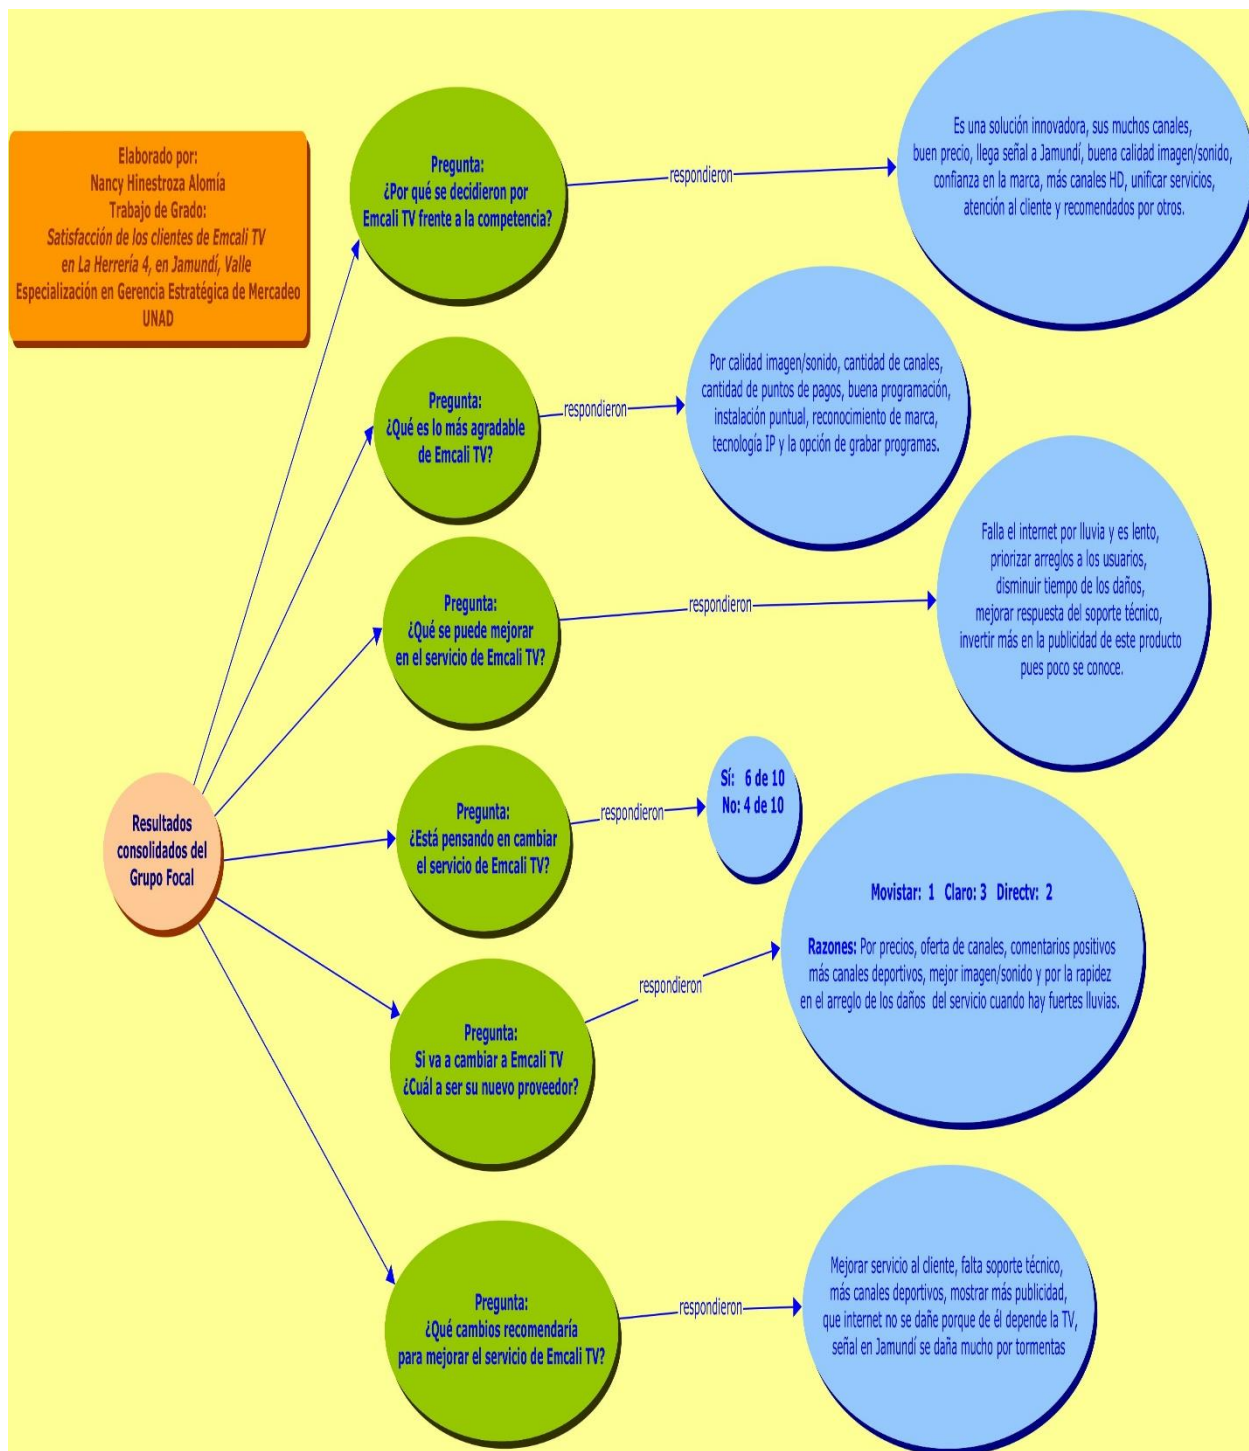 Elaborado por:
Nancy Hinestroza Alomía
Trabajo de Grado:
Satisfacción de los clientes de Emcali TV
en La Herrería 4, en Jamundí, Valle
Especialización en Gerencia Estratégica de Mercadeo
UNAD
Resultados
consolidados del
Grupo Focal
Pregunta:
¿Por qué se decidieron por
Emcali TV frente a la competencia?
respondieron
Es una solución innovadora, sus muchos canales,
buen precio, llega señal a Jamundí, buena calidad imagen/sonido,
confianza en la marca, más canales HD, unificar servicios,
atención al cliente y recomendados por otros.
Pregunta:
¿Qué es lo más agradable
de Emcali TV?
respondieron
Por calidad imagen/sonido, cantidad de canales,
cantidad de puntos de pagos, buena programación,
instalación puntual, reconocimiento de marca,
tecnología IP y la opción de grabar programas.
Pregunta:
¿Qué se puede mejorar
en el servicio de Emcali TV?
respondieron
Falla el internet por lluvia y es lento,
priorizar arreglos a los usuarios,
disminuir tiempo de los daños,
mejorar respuesta del soporte técnico,
invertir más en la publicidad de este producto
pues poco se conoce.
Pregunta:
¿Está pensando en cambiar
el servicio de Emcali TV?
respondieron
Sí: 6 de 10
No: 4 de 10
Pregunta:
Si va a cambiar a Emcali TV
¿Cuál a ser su nuevo proveedor?
respondieron
Movistar: 1 Claro: 3 Directv: 2
Razones: Por precios, oferta de canales, comentarios positivos
más canales deportivos, mejor imagen/sonido y por la rapidez
en el arreglo de los daños del servicio cuando hay fuertes lluvias.
Pregunta:
¿Qué cambios recomendaría
para mejorar el servicio de Emcali TV?
respondieron
Mejorar servicio al cliente, falta soporte técnico,
más canales deportivos, mostrar más publicidad,
que internet no se dañe porque de él depende la TV,
señal en Jamundí se daña mucho por tormentas